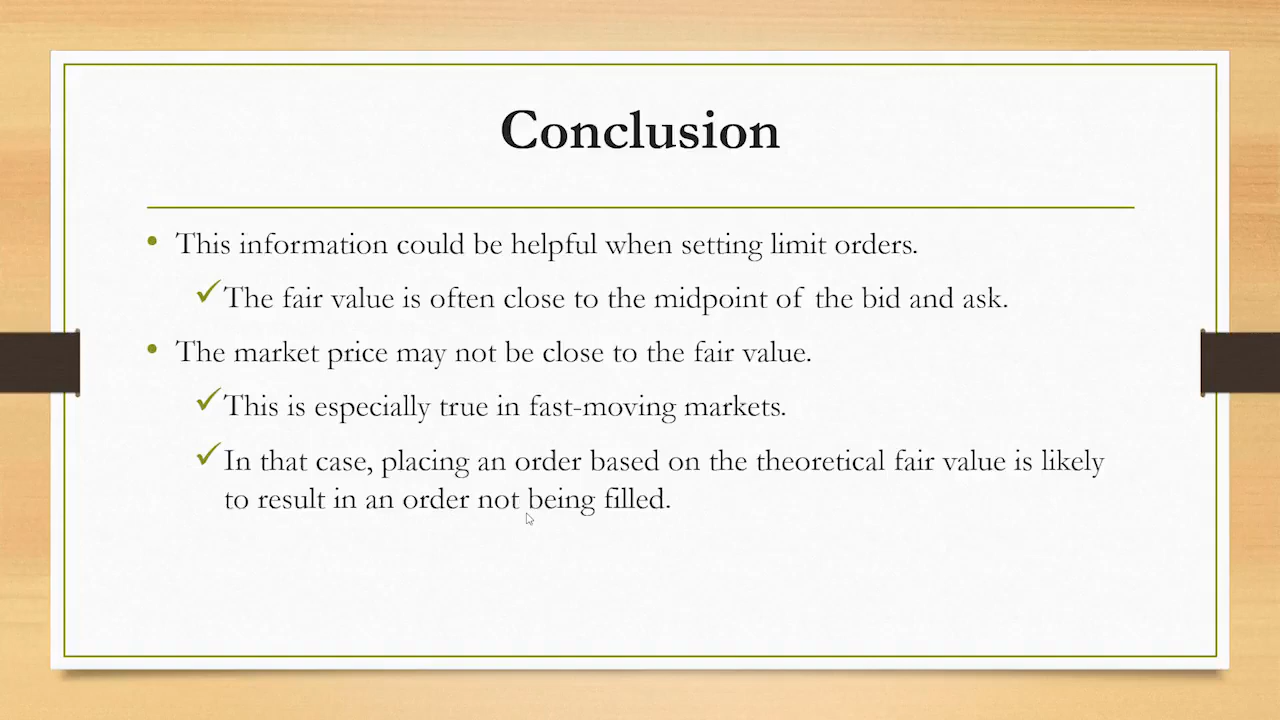 Conclusion
• This information could be helpful when setting limit orders.
✓The fair value is often close to the midpoint of the bid and ask.
• The market price may not be close to the fair value.
✓This is especially true in fast-moving markets.
✓In that case, placing an order based on the theoretical fair value is likely
to result in an order not being filled.